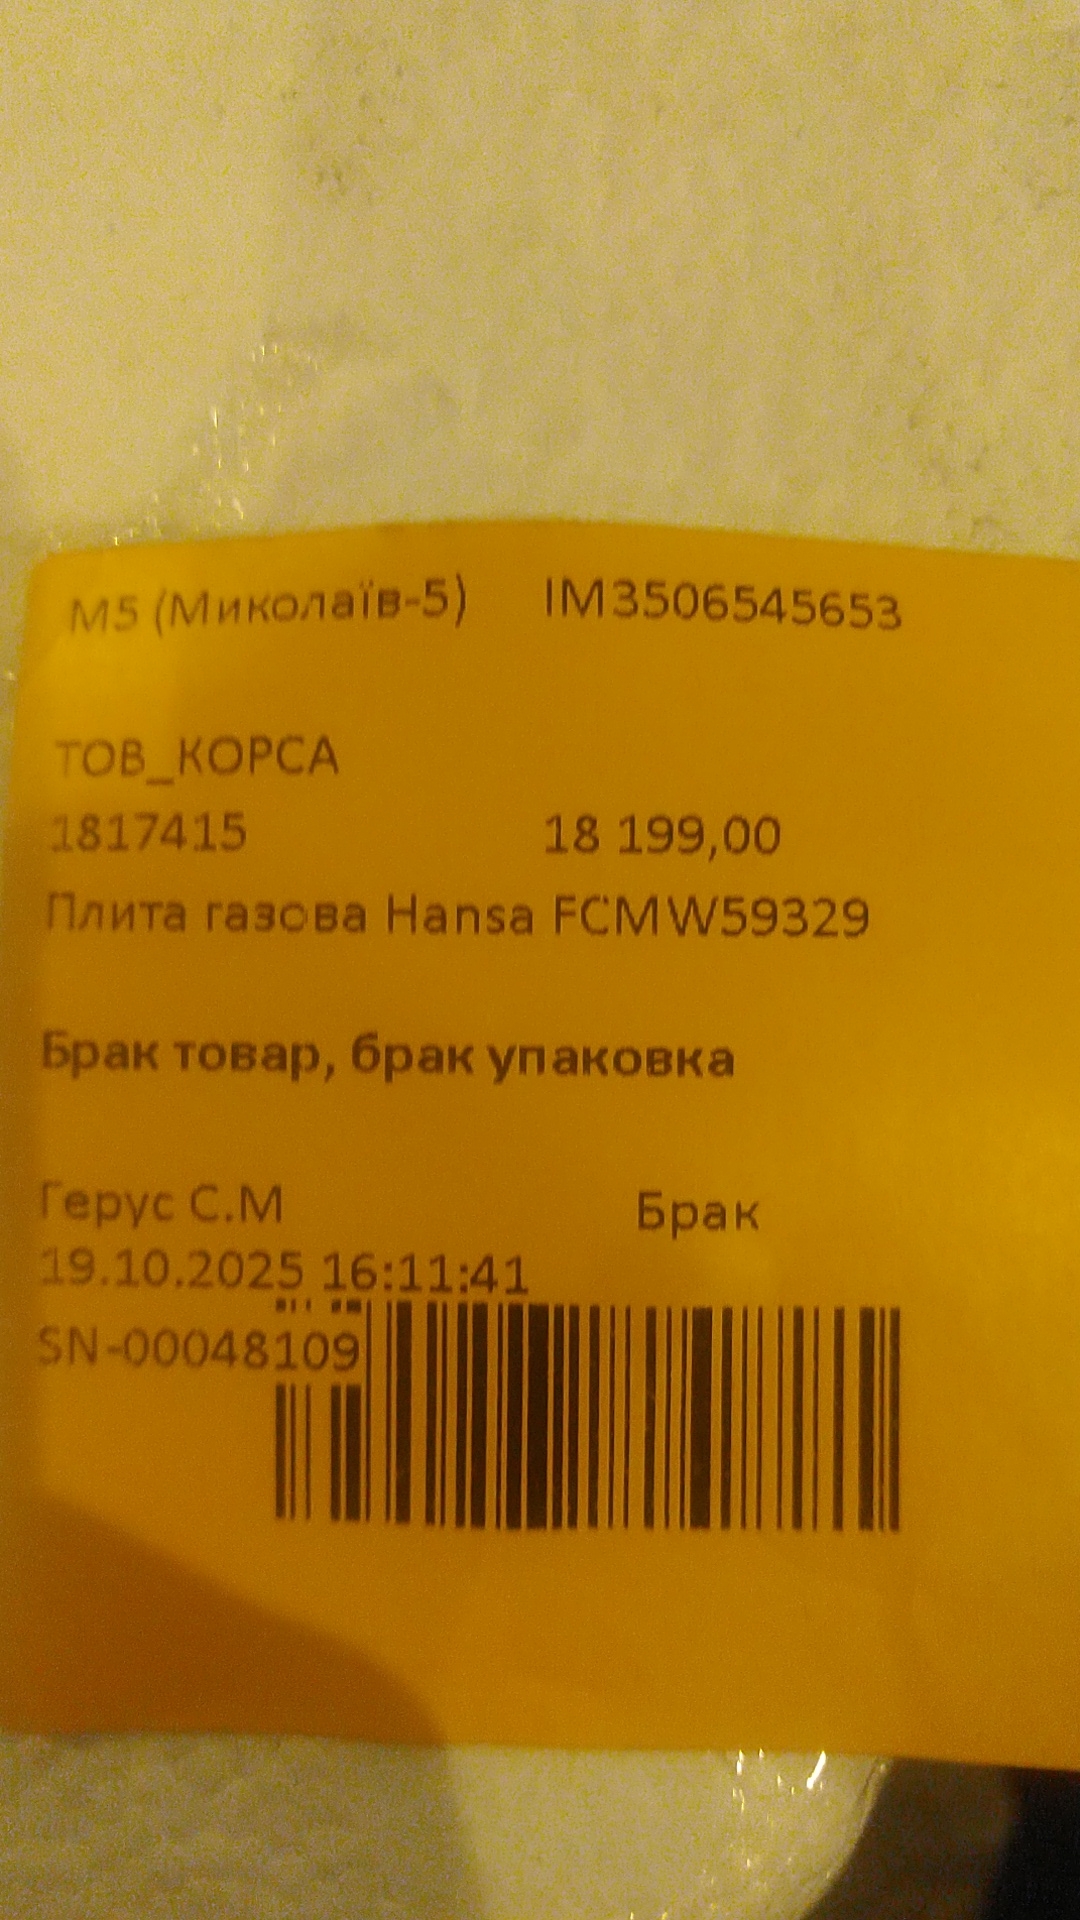 М5 (Миколаїв-5) IM3506545653
ТОВ_КОРСА
1817415 18 199,00
Плита газова Hansa FCMW59329
Брак товар, брак упаковка
Герус С.М Брак
19.10.2025 16:11:41
SN-00048109